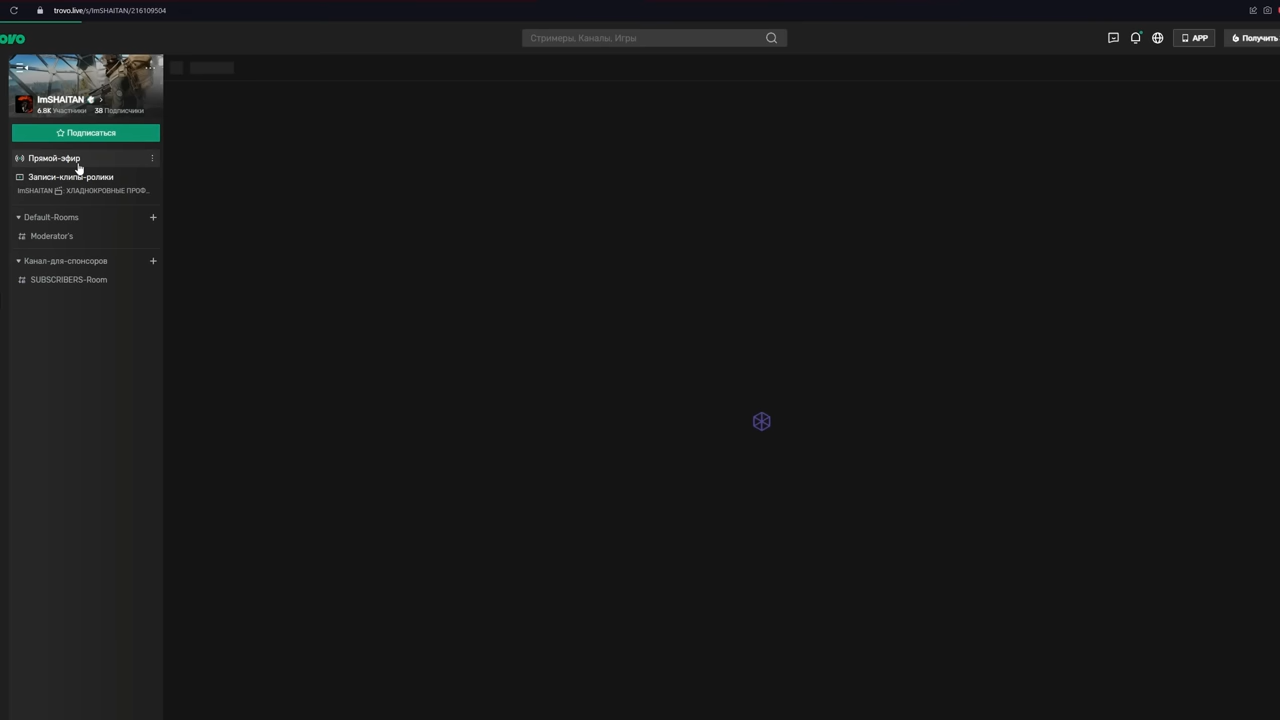 trovo.live/s/ImSHAITAN/216109504
ovo
Стримеры, Каналы, Игры
APP
Получить
ImSHAITAN
6.8K Участники 38 Подписчики
Подписаться
Прямой-эфир
Записи-клипы-ролики
ImSHAITAN ХЛАДНОКРОВНЫЕ ПРОФ...
Default-Rooms
Moderator's
Канал-для-спонсоров
SUBSCRIBERS-Room